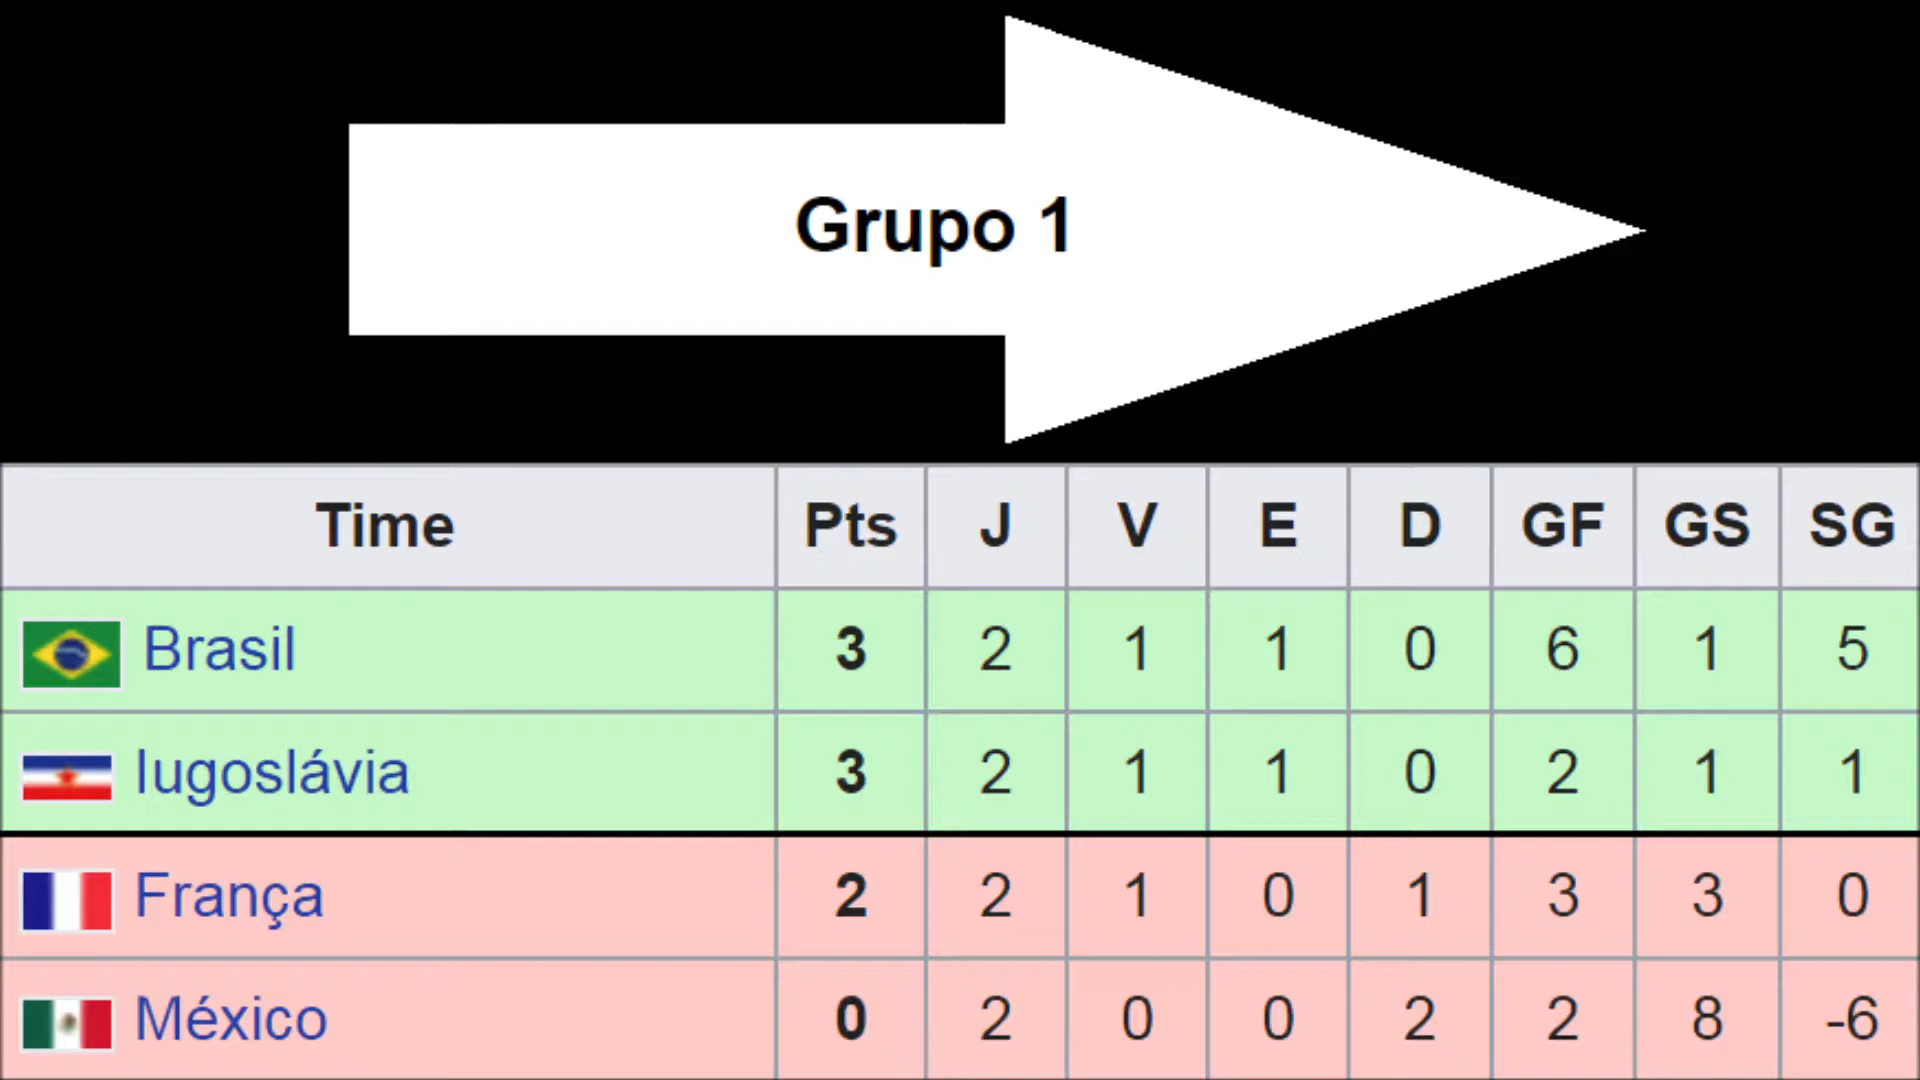 Grupo 1
Time Pts J V E D GF GS SG
Brasil 3 2 1 1 0 6 1 5
Iugoslávia 3 2 1 1 0 2 1 1
França 2 2 1 0 1 3 3 0
México 0 2 0 0 2 2 8 -6